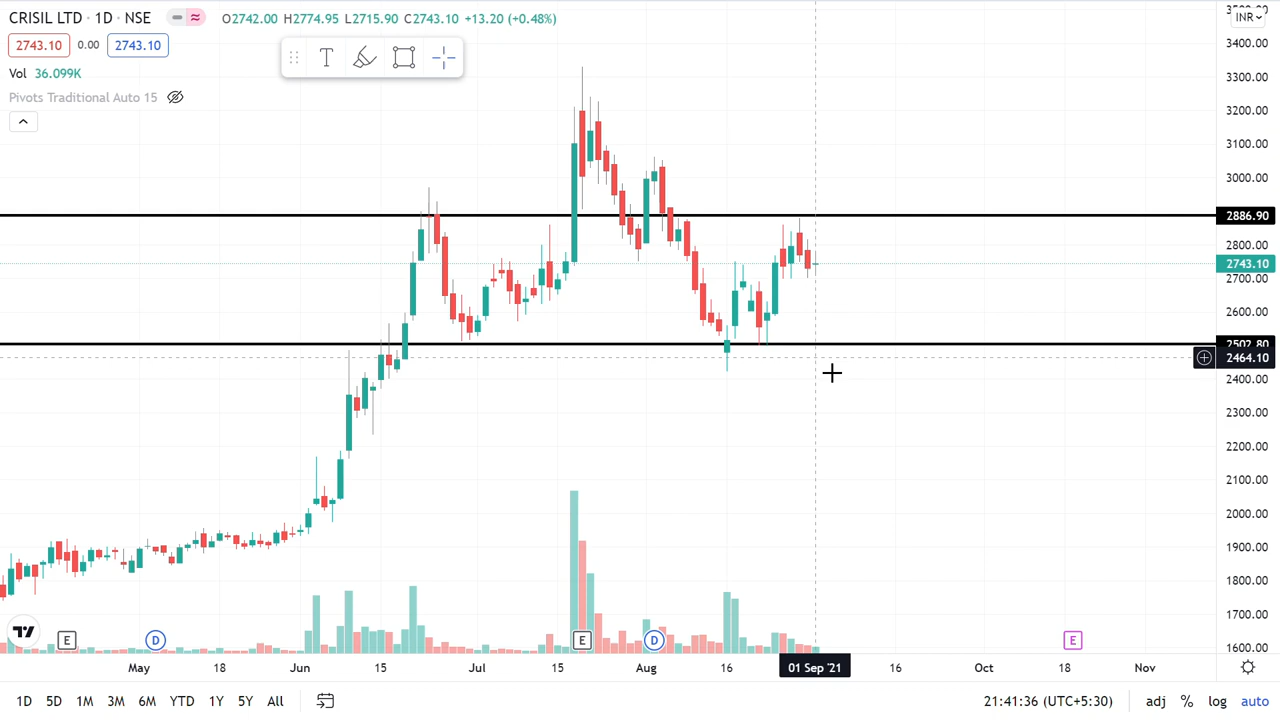 CRISIL LTD · 1D · NSE
O2742.00 H2774.95 L2715.90 C2743.10 +13.20 (+0.48%)
2743.10 0.00 2743.10
Vol 36.099K
Pivots Traditional Auto 15
T
INR
3400.00
3300.00
3200.00
3100.00
3000.00
2886.90
2800.00
2743.10
2700.00
2600.00
2502.80
2464.10
2400.00
2300.00
2200.00
2100.00
2000.00
1900.00
1800.00
1700.00
1600.00
E D E D E
May 18 Jun 15 Jul 15 Aug 16 01 Sep '21 16 Oct 18 Nov
1D 5D 1M 3M 6M YTD 1Y 5Y All 21:41:36 (UTC+5:30) adj % log auto